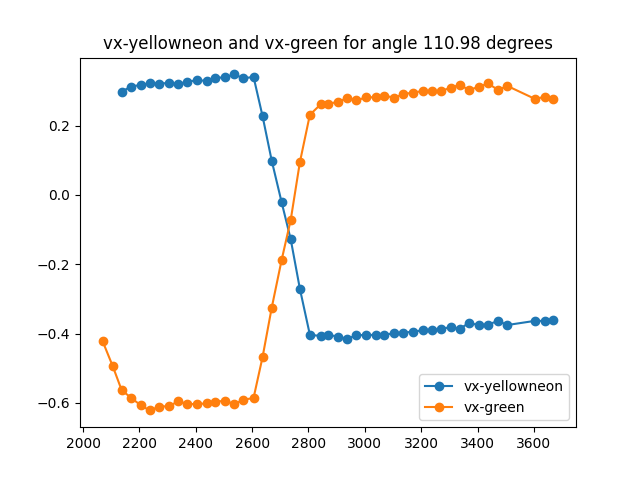 vx-yellowneon and vx-green for angle 110.98 degrees
0.2
0.0
−0.2
−0.4
−0.6
2000 2200 2400 2600 2800 3000 3200 3400 3600
vx-yellowneon
vx-green